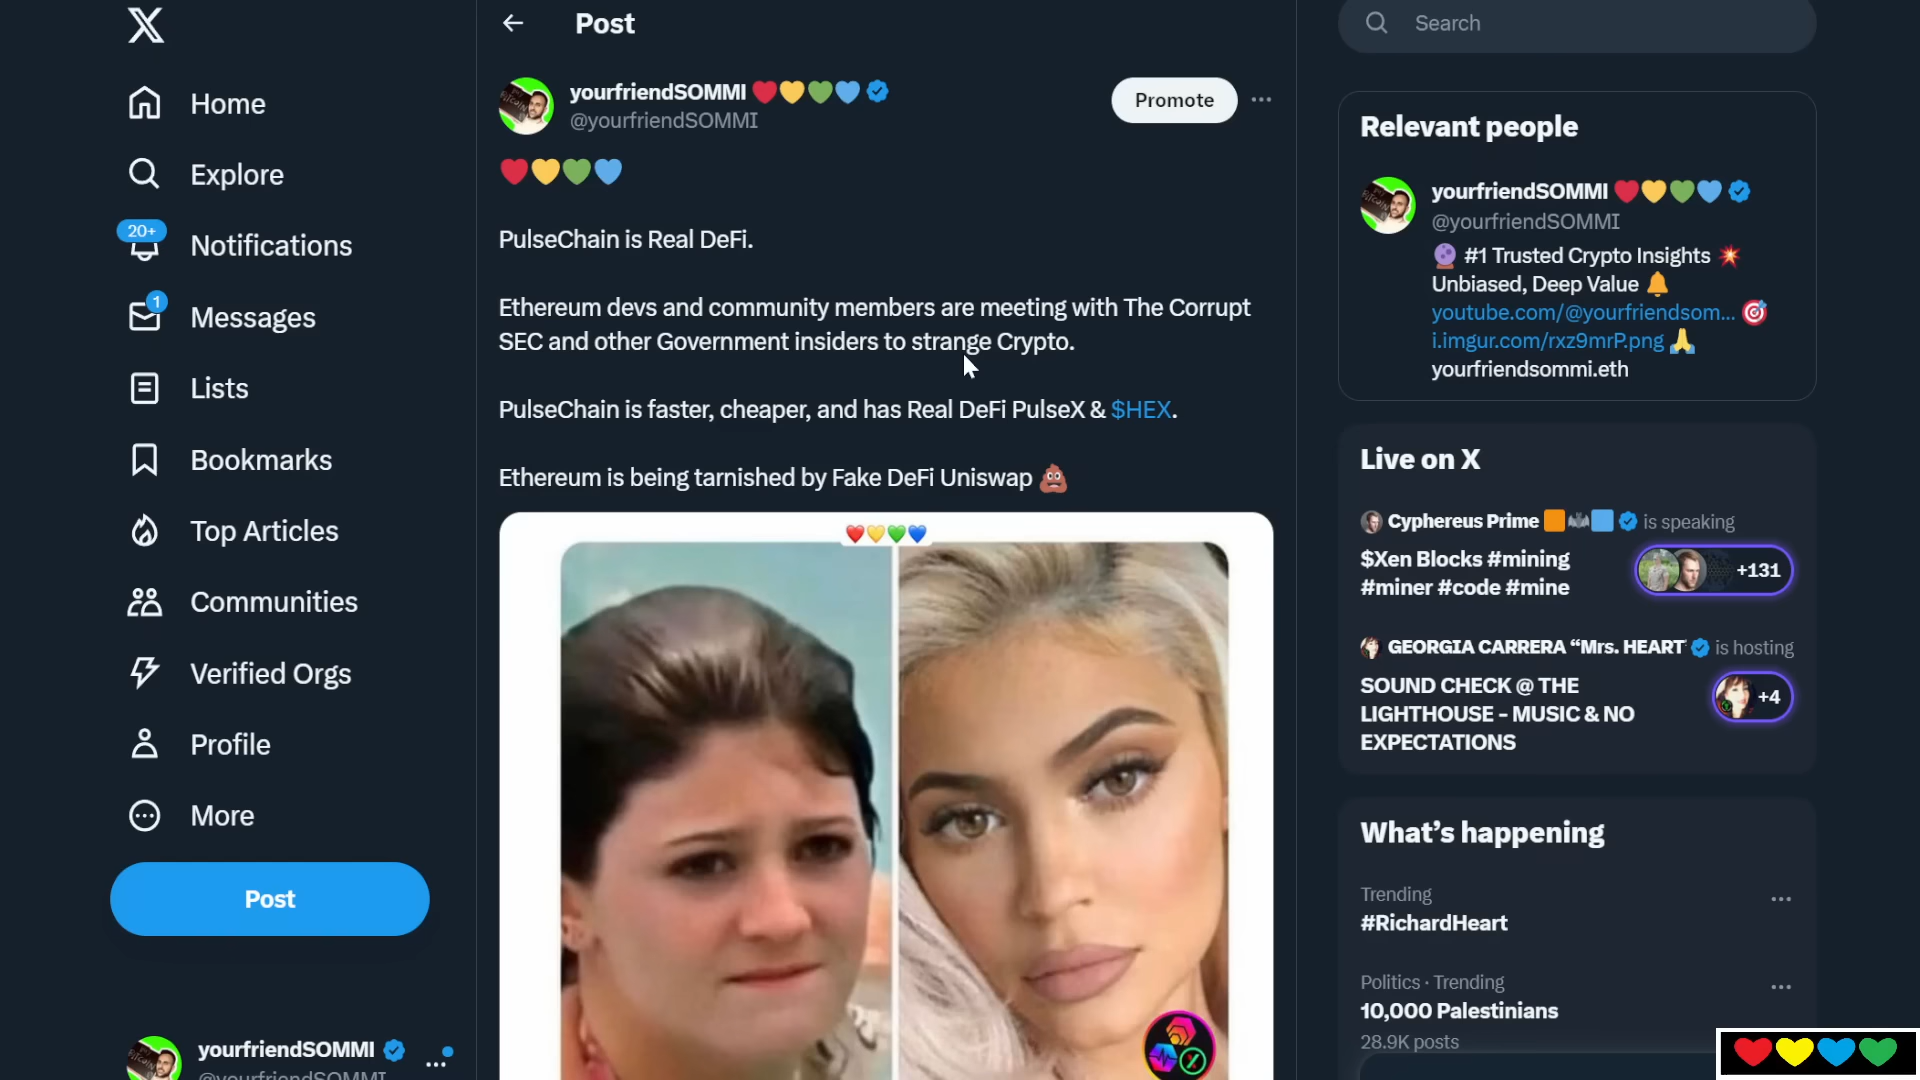 Home
Explore
20+
Notifications
1
Messages
Lists
Bookmarks
Top Articles
Communities
Verified Orgs
Profile
More
Post
yourfriendSOMMI
@yourfriendSOMMI
Post
yourfriendSOMMI ❤️💛💚💙
@yourfriendSOMMI
Promote
❤️💛💚💙
PulseChain is Real DeFi.
Ethereum devs and community members are meeting with The Corrupt
SEC and other Government insiders to strange Crypto.
PulseChain is faster, cheaper, and has Real DeFi PulseX & $HEX.
Ethereum is being tarnished by Fake DeFi Uniswap 💩
❤️💛💚💙
Search
Relevant people
yourfriendSOMMI ❤️💛💚💙
@yourfriendSOMMI
🔮 #1 Trusted Crypto Insights 💥
Unbiased, Deep Value 🔔
youtube.com/@yourfriendsom... 🎯
i.imgur.com/rxz9mrP.png 🙏
yourfriendsommi.eth
Live on X
Cyphereus Prime 🟧🦇🟦 is speaking
$Xen Blocks #mining
#miner #code #mine
+131
GEORGIA CARRERA “Mrs. HEART is hosting
SOUND CHECK @ THE
LIGHTHOUSE - MUSIC & NO
EXPECTATIONS
+4
What’s happening
Trending
#RichardHeart
Politics · Trending
10,000 Palestinians
28.9K posts